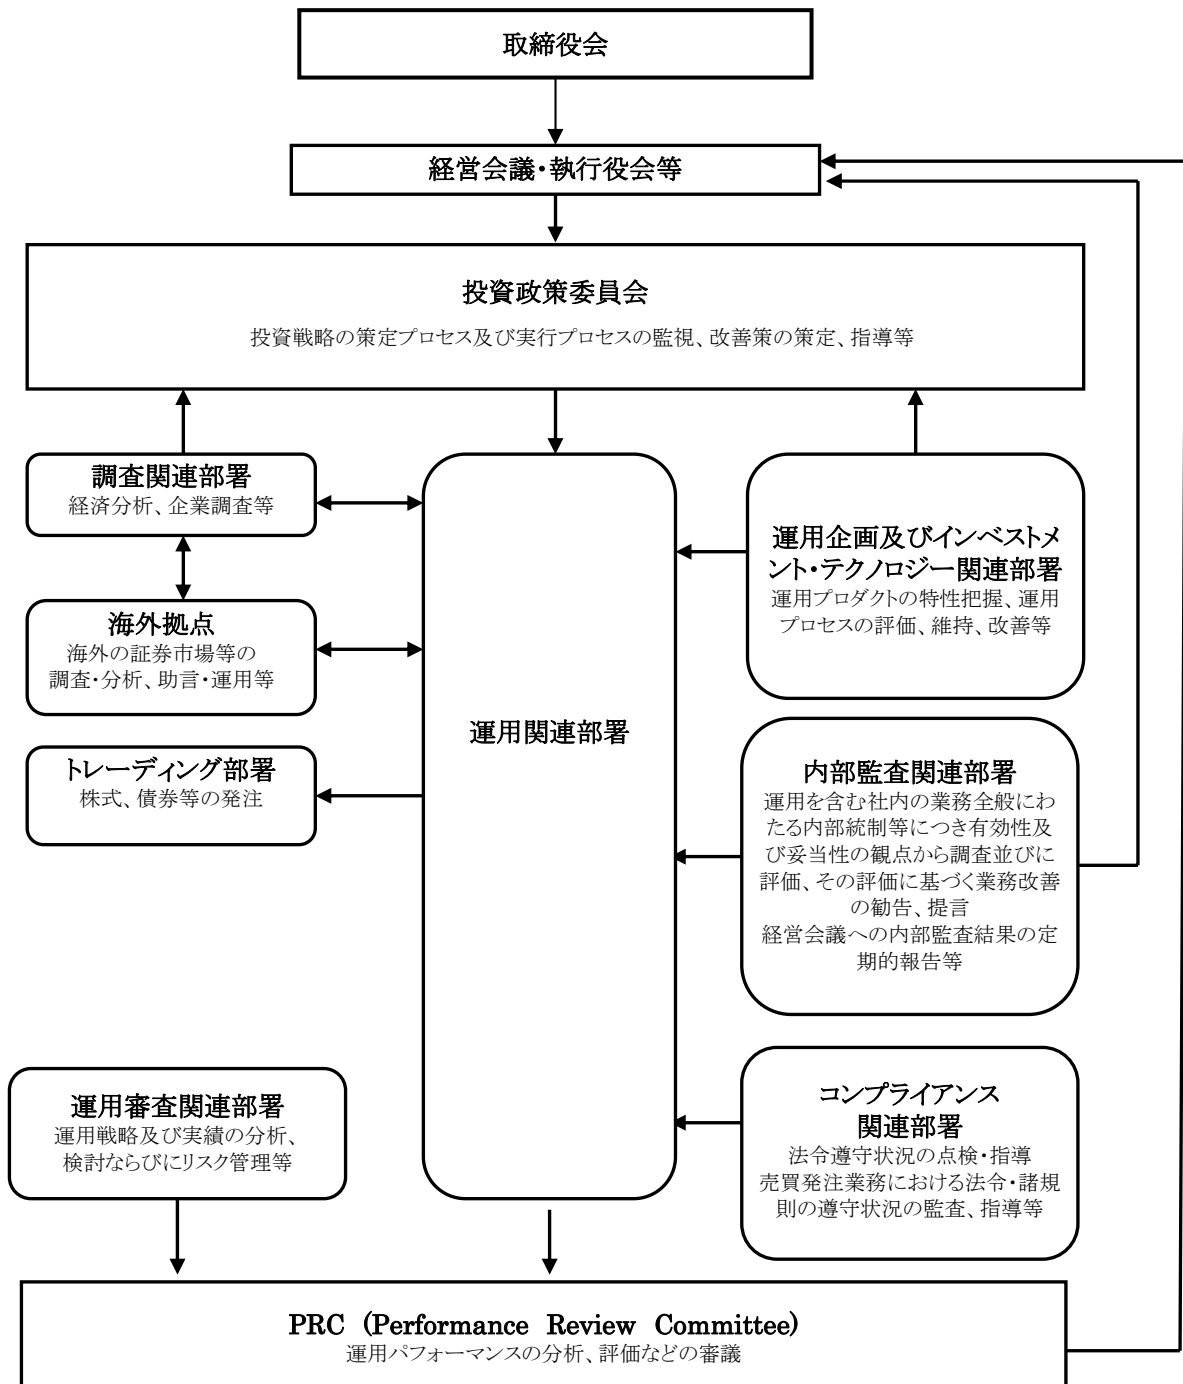 取締役会
経営会議・執行役会等
投資政策委員会
投資戦略の策定プロセス及び実行プロセスの監視、改善策の策定、指導等
調査関連部署
経済分析、企業調査等
海外拠点
海外の証券市場等の
調査・分析、助言・運用等
トレーディング部署
株式、債券等の発注
運用関連部署
運用企画及びインベストメ
ント・テクノロジー関連部署
運用プロダクトの特性把握、運用
プロセスの評価、維持、改善等
内部監査関連部署
運用を含む社内の業務全般にわ
たる内部統制等につき有効性及
び妥当性の観点から調査並びに
評価、その評価に基づく業務改善
の勧告、提言
経営会議への内部監査結果の定
期的報告等
運用審査関連部署
運用戦略及び実績の分析、
検討ならびにリスク管理等
コンプライアンス
関連部署
法令遵守状況の点検・指導
売買発注業務における法令・諸規
則の遵守状況の監査、指導等
PRC (Performance Review Committee)
運用パフォーマンスの分析、評価などの審議